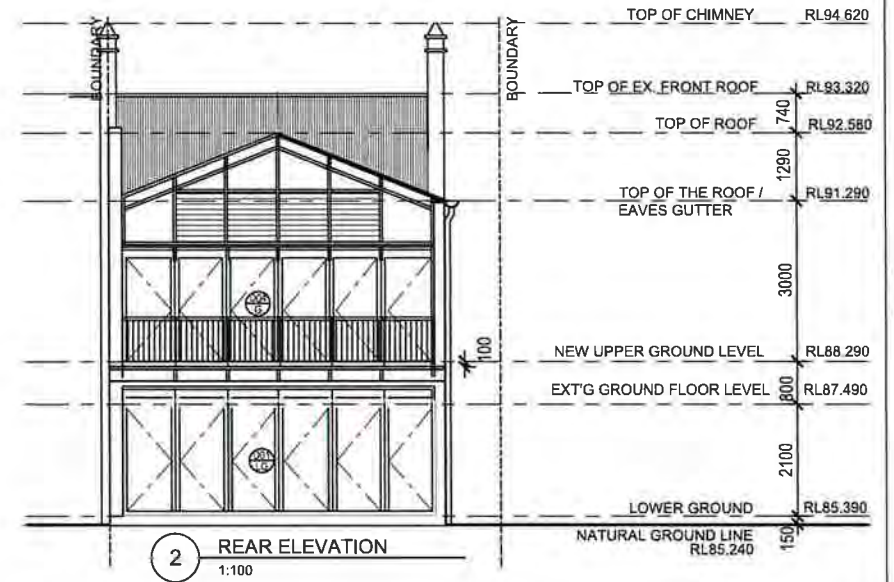 TOP OF CHIMNEY RL94.620
BOUNDARY
BOUNDARY
TOP OF EX. FRONT ROOF RL93.320
740
TOP OF ROOF RL92.580
1290
TOP OF THE ROOF / RL91.290
EAVES GUTTER
3000
G
100
NEW UPPER GROUND LEVEL RL88.290
800
EXT'G GROUND FLOOR LEVEL RL87.490
2100
LG
LOWER GROUND RL85.390
NATURAL GROUND LINE
RL85.240
150
2 REAR ELEVATION
1:100